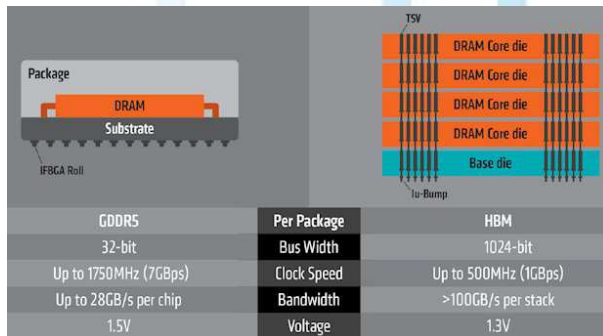 TSV
DRAM Core die
DRAM Core die
DRAM Core die
DRAM Core die
Base die
Iu-Bump
Package
DRAM
Substrate
IFBGA Roll
GDDR5 Per Package HBM
32-bit Bus Width 1024-bit
Up to 1750MHz (7GBps) Clock Speed Up to 500MHz (1GBps)
Up to 28GB/s per chip Bandwidth >100GB/s per stack
1.5V Voltage 1.3V